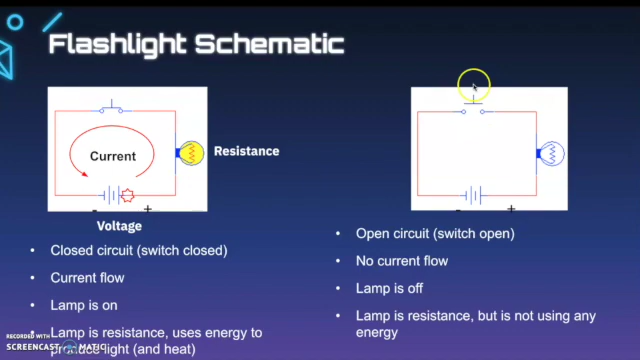 Flashlight Schematic
Current
Resistance
- +
Voltage
• Closed circuit (switch closed)
• Current flow
• Lamp is on
• Lamp is resistance, uses energy to
produce light (and heat)
- +
• Open circuit (switch open)
• No current flow
• Lamp is off
• Lamp is resistance, but is not using any
energy
RECORDED WITH
SCREENCAST MATIC